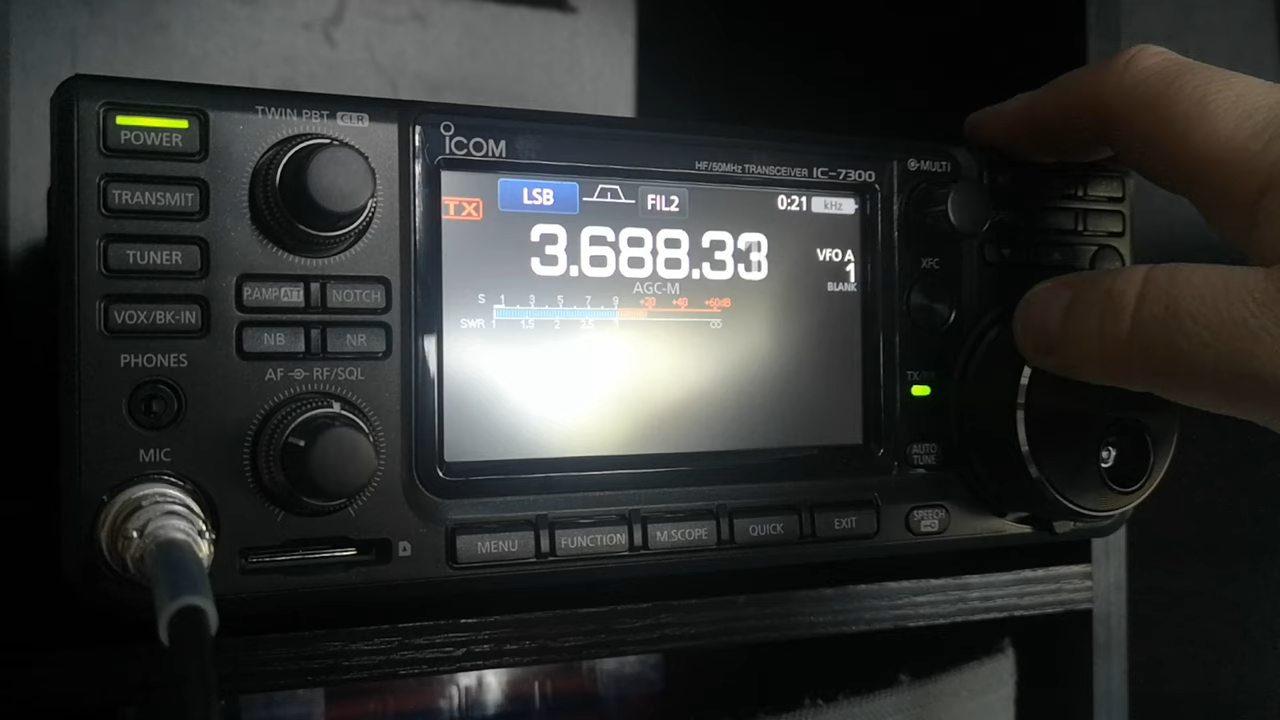 POWER
TRANSMIT
TUNER
VOX/BK-IN
PHONES
MIC
TWIN PBT CLR
P.AMP ATT
NOTCH
NB
NR
AF RF/SQL
ICOM
HF/50MHz TRANSCEIVER IC-7300
TX
LSB
FIL2
0:21 kHz
3.688.33
VFO A
1
BLANK
AGC-M
S 1 3 5 7 9 +20 +40 +60dB
SWR 1 1.5 2 2.5 3 ∞
MENU
FUNCTION
M.SCOPE
QUICK
EXIT
MULTI
XFC
AUTO
TUNE
SPEECH